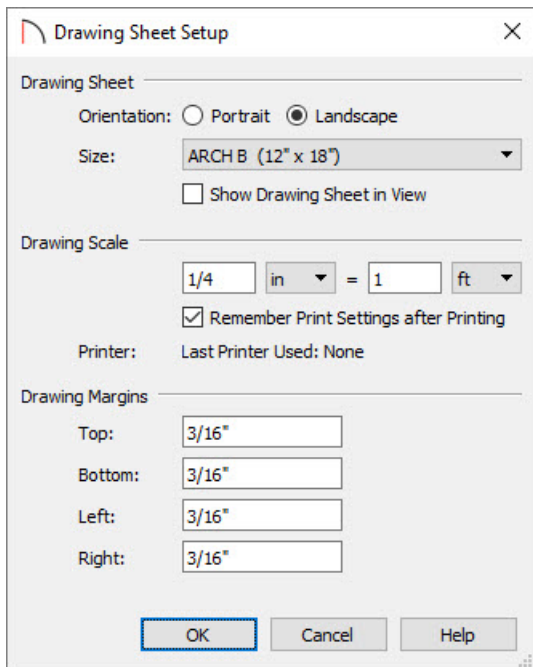 Drawing Sheet Setup
Drawing Sheet
Orientation: Portrait Landscape
Size: ARCH B (12" x 18")
Show Drawing Sheet in View
Drawing Scale
1/4 in = 1 ft
Remember Print Settings after Printing
Printer: Last Printer Used: None
Drawing Margins
Top: 3/16"
Bottom: 3/16"
Left: 3/16"
Right: 3/16"
OK Cancel Help